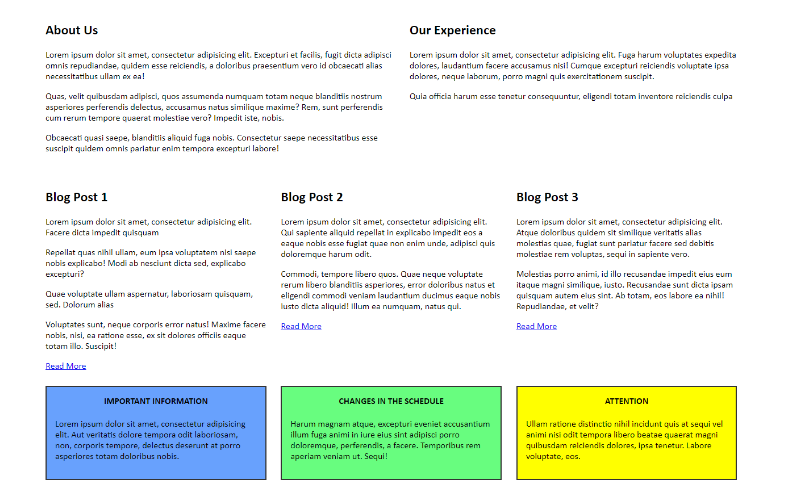 About Us
Lorem ipsum dolor sit amet, consectetur adipisicing elit. Excepturi et facilis, fugit dicta adipisci
omnis repudiandae, quidem esse reiciendis, a doloribus praesentium vero id obcaecati alias
necessitatibus ullam ex ea!
Quas, velit quibusdam adipisci, quos assumenda numquam totam neque blanditiis nostrum
asperiores perferendis delectus, accusamus natus similique maxime? Rem, sunt perferendis
cum rerum tempore quaerat molestiae vero? Impedit iste, nobis.
Obcaecati quasi saepe, blanditiis aliquid fuga nobis. Consectetur saepe necessitatibus esse
suscipit quidem omnis pariatur enim tempora excepturi labore!
Our Experience
Lorem ipsum dolor sit amet, consectetur adipisicing elit. Fuga harum voluptates expedita
dolores, laudantium facere accusamus nisi! Cumque excepturi reiciendis voluptate ipsa
dolores, neque laborum, porro magni quis exercitationem suscipit.
Quia officia harum esse tenetur consequuntur, eligendi totam inventore reiciendis culpa
Blog Post 1
Lorem ipsum dolor sit amet, consectetur adipisicing elit.
Facere dicta impedit quisquam
Repellat quas nihil ullam, eum ipsa voluptatem nisi saepe
nobis explicabo! Modi ab nesciunt dicta sed, explicabo
excepturi?
Quae voluptate ullam aspernatur, laboriosam quisquam,
sed. Dolorum alias
Voluptates sunt, neque corporis error natus! Maxime facere
nobis, nisi, ea ratione esse, ex sit dolores officiis eaque
totam illo. Suscipit!
Read More
Blog Post 2
Lorem ipsum dolor sit amet, consectetur adipisicing elit.
Qui sapiente aliquid repellat in explicabo impedit eos a
eaque nobis esse fugiat quae non enim unde, adipisci quis
doloremque harum odit.
Commodi, tempore libero quos. Quae neque voluptate
rerum libero blanditiis asperiores, error doloribus natus et
eligendi commodi veniam laudantium ducimus eaque nobis
iusto dicta aliquid! Illum ea numquam, natus qui.
Read More
Blog Post 3
Lorem ipsum dolor sit amet, consectetur adipisicing elit.
Atque doloribus quidem sit similique veritatis alias
molestias quae, fugiat sunt pariatur facere sed debitis
molestiae rem voluptas, sequi in sapiente vero.
Molestias porro animi, id illo recusandae impedit eius eum
itaque magni similique, iusto. Recusandae sunt dicta ipsam
quisquam autem eius sint. Ab totam, eos labore ea nihil!
Repudiandae, et velit?
Read More
IMPORTANT INFORMATION
Lorem ipsum dolor sit amet, consectetur adipisicing
elit. Aut veritatis dolore tempora odit laboriosam,
non, corporis tempore, delectus deserunt at porro
asperiores totam doloribus nobis.
CHANGES IN THE SCHEDULE
Harum magnam atque, excepturi eveniet accusantium
illum fuga animi in iure eius sint adipisci porro
doloremque, perferendis, a facere. Temporibus rem
aperiam veniam ut. Sequi!
ATTENTION
Ullam ratione distinctio nihil incidunt quis at sequi vel
animi nisi odit tempora libero beatae quaerat magni
quibusdam reiciendis dolores, ipsa tenetur. Labore
voluptate, eos.